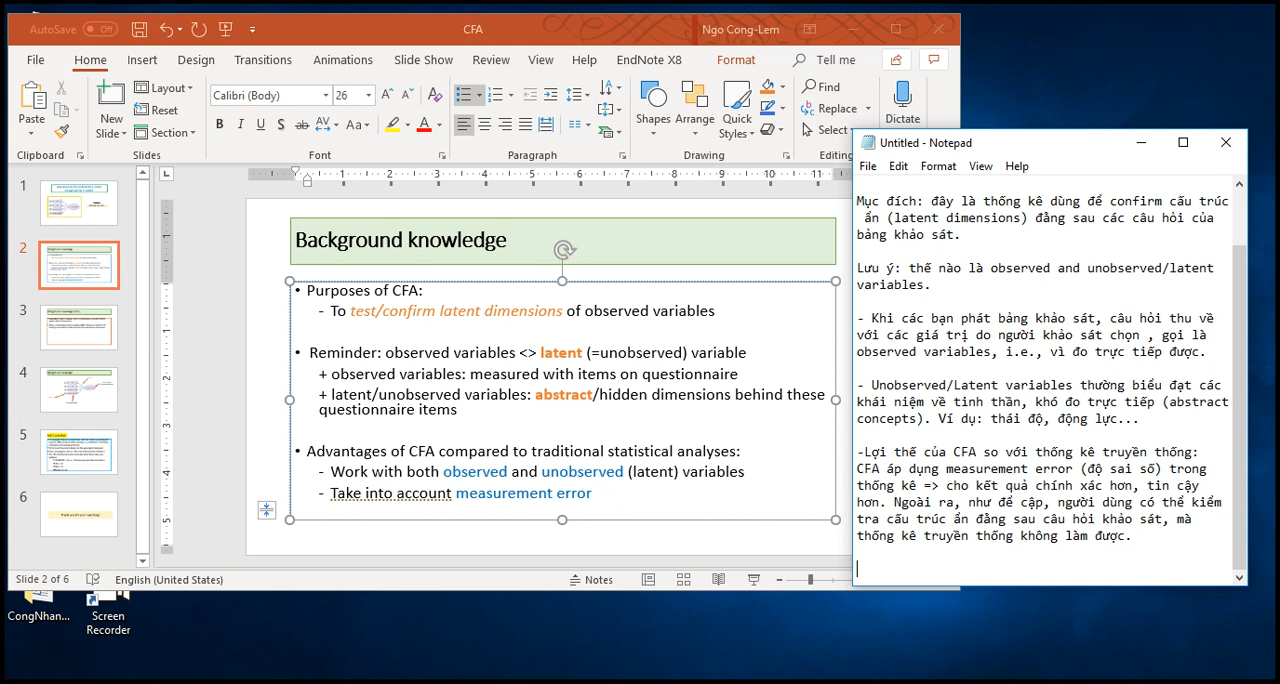 AutoSave Off
CFA
Ngo Cong-Lem
File Home Insert Design Transitions Animations Slide Show Review View Help EndNote X8 Format Tell me
Paste
New Slide
Layout
Reset
Section
Calibri (Body) 26
Shapes
Arrange
Quick Styles
Find
Replace
Select
Dictate
Clipboard Slides Font Paragraph Drawing Editing
1
2
3
4
5
6
Background knowledge
• Purposes of CFA:
- To test/confirm latent dimensions of observed variables
• Reminder: observed variables <> latent (=unobserved) variable
+ observed variables: measured with items on questionnaire
+ latent/unobserved variables: abstract/hidden dimensions behind these
questionnaire items
• Advantages of CFA compared to traditional statistical analyses:
- Work with both observed and unobserved (latent) variables
- Take into account measurement error
Slide 2 of 6 English (United States) Notes
Untitled - Notepad
File Edit Format View Help
Mục đích: đây là thống kê dùng để confirm cấu trúc
ẩn (latent dimensions) đằng sau các câu hỏi của
bảng khảo sát.
Lưu ý: thế nào là observed and unobserved/latent
variables.
- Khi các bạn phát bảng khảo sát, câu hỏi thu về
với các giá trị do người khảo sát chọn , gọi là
observed variables, i.e., vì đo trực tiếp được.
- Unobserved/Latent variables thường biểu đạt các
khái niệm về tinh thần, khó đo trực tiếp (abstract
concepts). Ví dụ: thái độ, động lực...
-Lợi thế của CFA so với thống kê truyền thống:
CFA áp dụng measurement error (độ sai số) trong
thống kê => cho kết quả chính xác hơn, tin cậy
hơn. Ngoài ra, như đề cập, người dùng có thể kiểm
tra cấu trúc ẩn đằng sau câu hỏi khảo sát, mà
thống kê truyền thống không làm được.
CongNhan...
Screen
Recorder